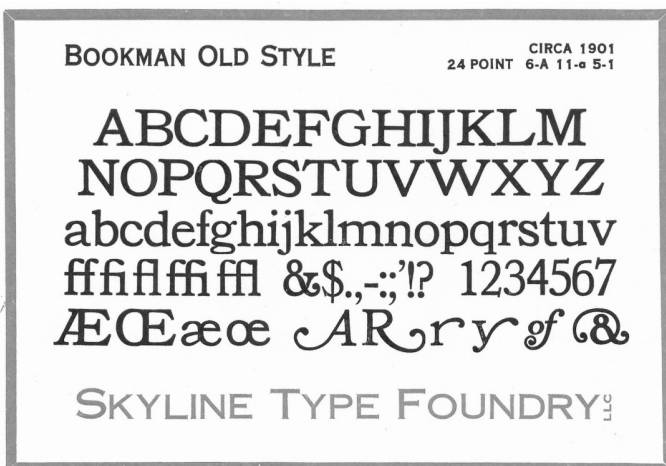 BOOKMAN OLD STYLE
CIRCA 1901
24 POINT 6-A 11-a 5-1
ABCDEFGHIJKLM
NOPQRSTUVWXYZ
abcdefghijklmnopqrstuv
ff fi fl ffi ffl &$.,-:;'!? 1234567
ÆŒæœ ARry of &
SKYLINE TYPE FOUNDRY LLC